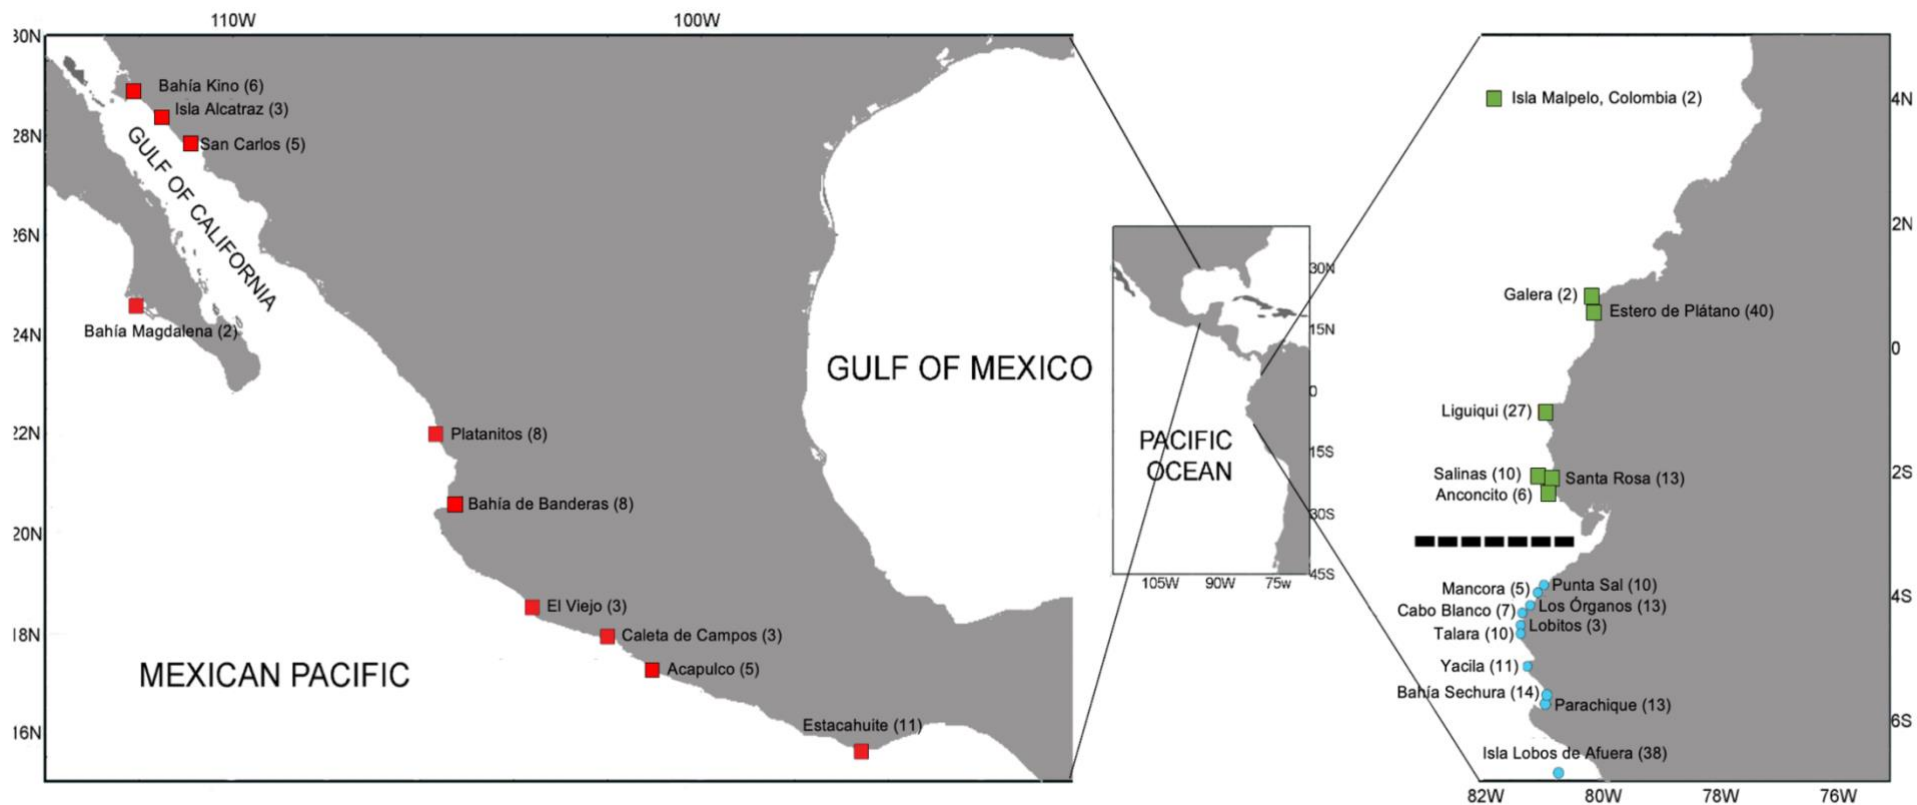 110W
100W
30N
28N
26N
24N
22N
20N
18N
16N
Bahía Kino (6)
Isla Alcatraz (3)
San Carlos (5)
GULF OF CALIFORNIA
Bahía Magdalena (2)
Platanitos (8)
Bahía de Banderas (8)
El Viejo (3)
Caleta de Campos (3)
Acapulco (5)
Estacahuite (11)
MEXICAN PACIFIC
GULF OF MEXICO
30N
15N
0
15S
30S
45S
PACIFIC
OCEAN
105W
90W
75w
Isla Malpelo, Colombia (2)
Galera (2)
Estero de Plátano (40)
Liguiqui (27)
Salinas (10)
Santa Rosa (13)
Anconcito (6)
Mancora (5)
Punta Sal (10)
Cabo Blanco (7)
Los Órganos (13)
Talara (10)
Lobitos (3)
Yacila (11)
Bahía Sechura (14)
Parachique (13)
Isla Lobos de Afuera (38)
4N
2N
0
2S
4S
6S
82W
80W
78W
76W